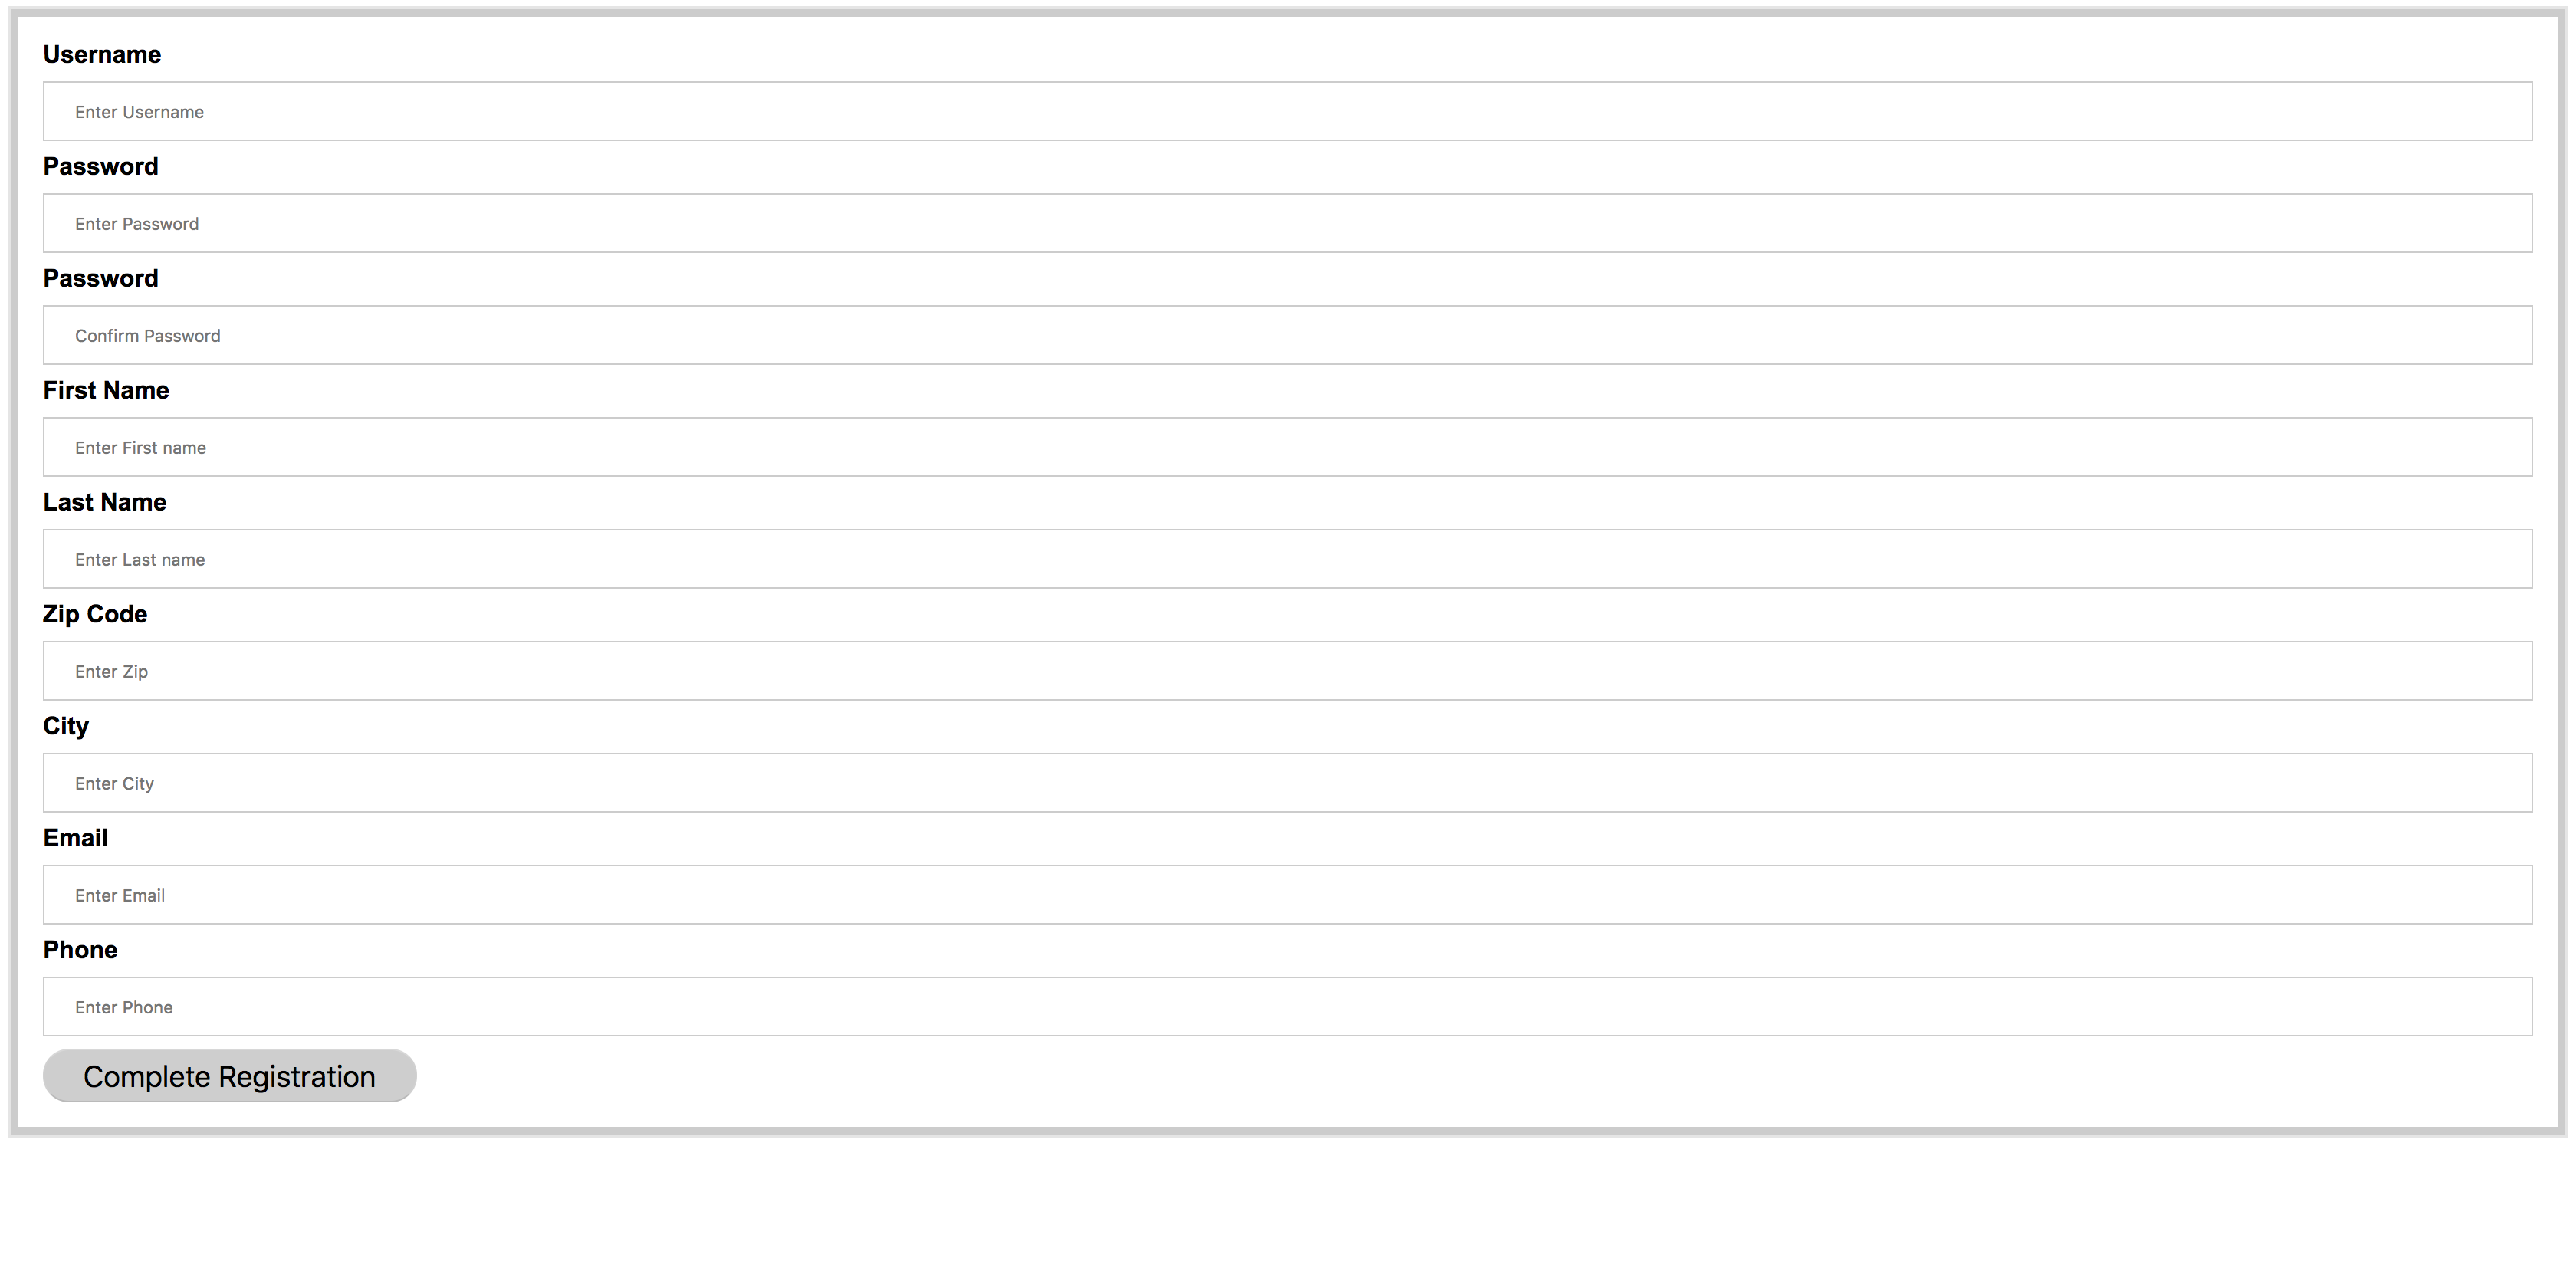 Username
Enter Username
Password
Enter Password
Password
Confirm Password
First Name
Enter First name
Last Name
Enter Last name
Zip Code
Enter Zip
City
Enter City
Email
Enter Email
Phone
Enter Phone
Complete Registration